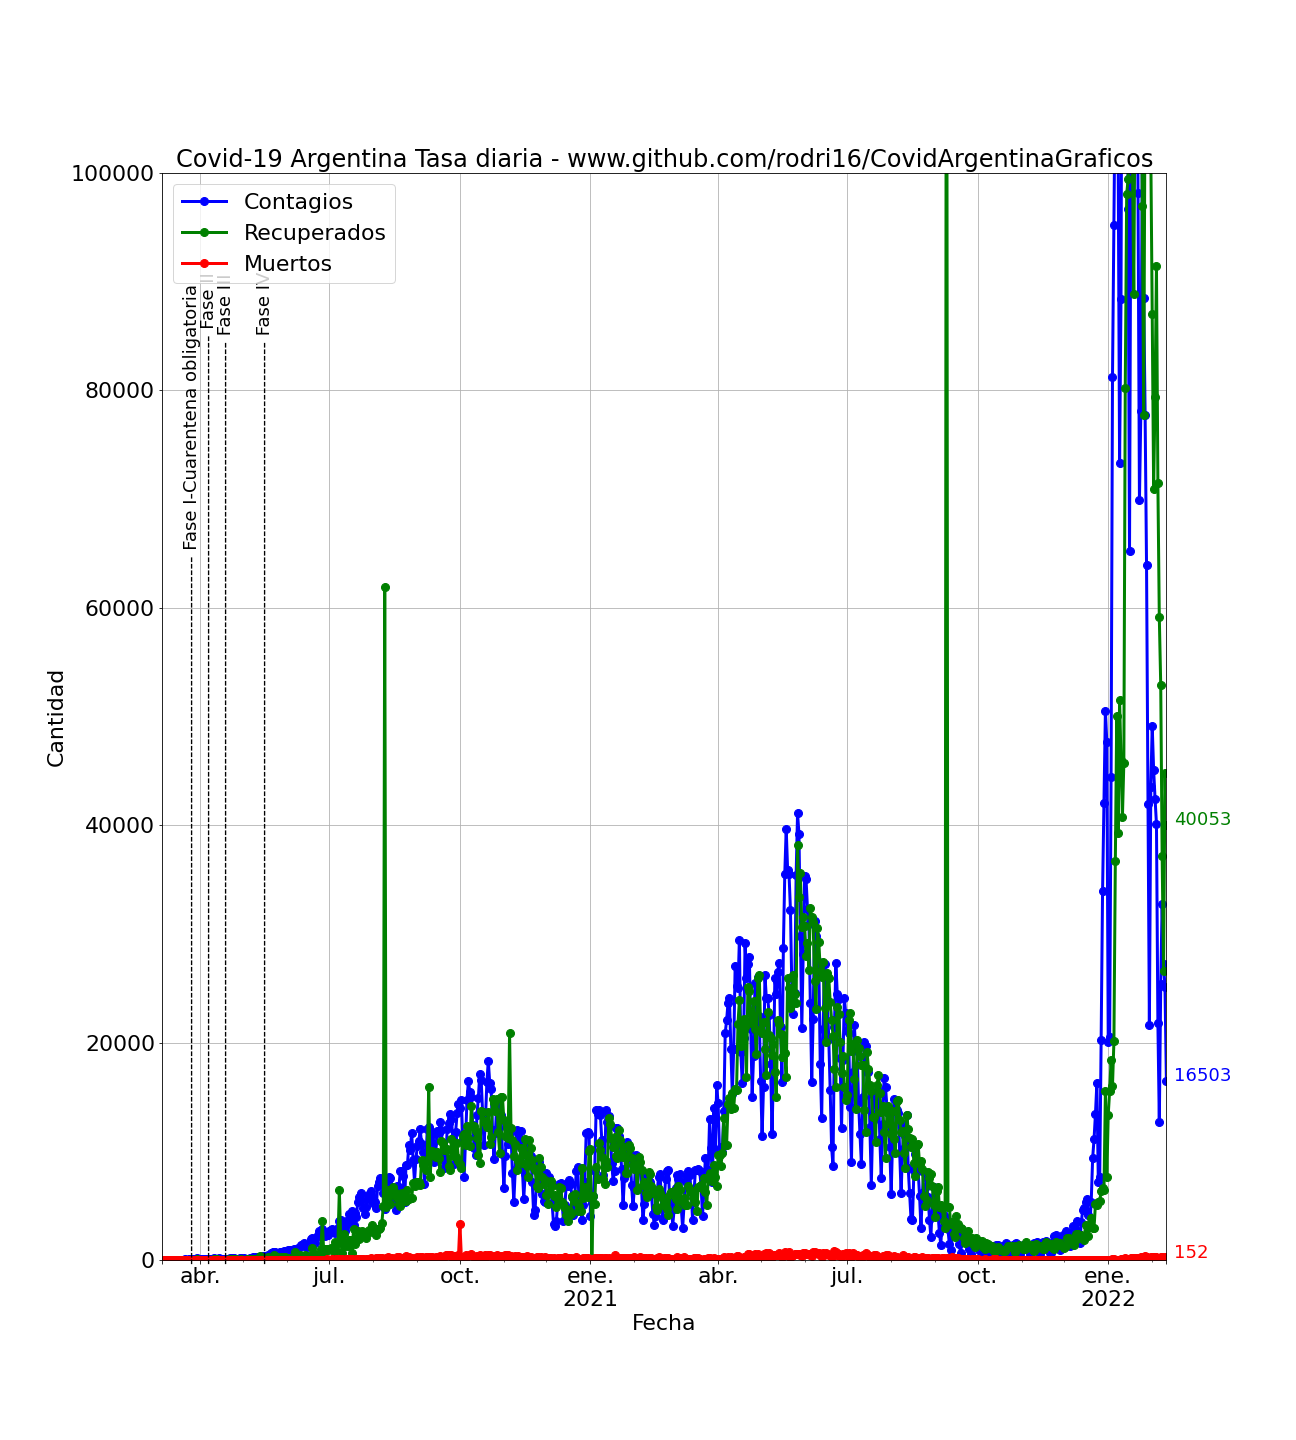 Covid-19 Argentina Tasa diaria - www.github.com/rodri16/CovidArgentinaGraficos
100000
80000
60000
40000
20000
0
Cantidad
Contagios
Recuperados
Muertos
Fase I-Cuarentena obligatoria
Fase II
Fase III
Fase IV
40053
16503
152
abr.
jul.
oct.
ene.
2021
abr.
jul.
oct.
ene.
2022
Fecha